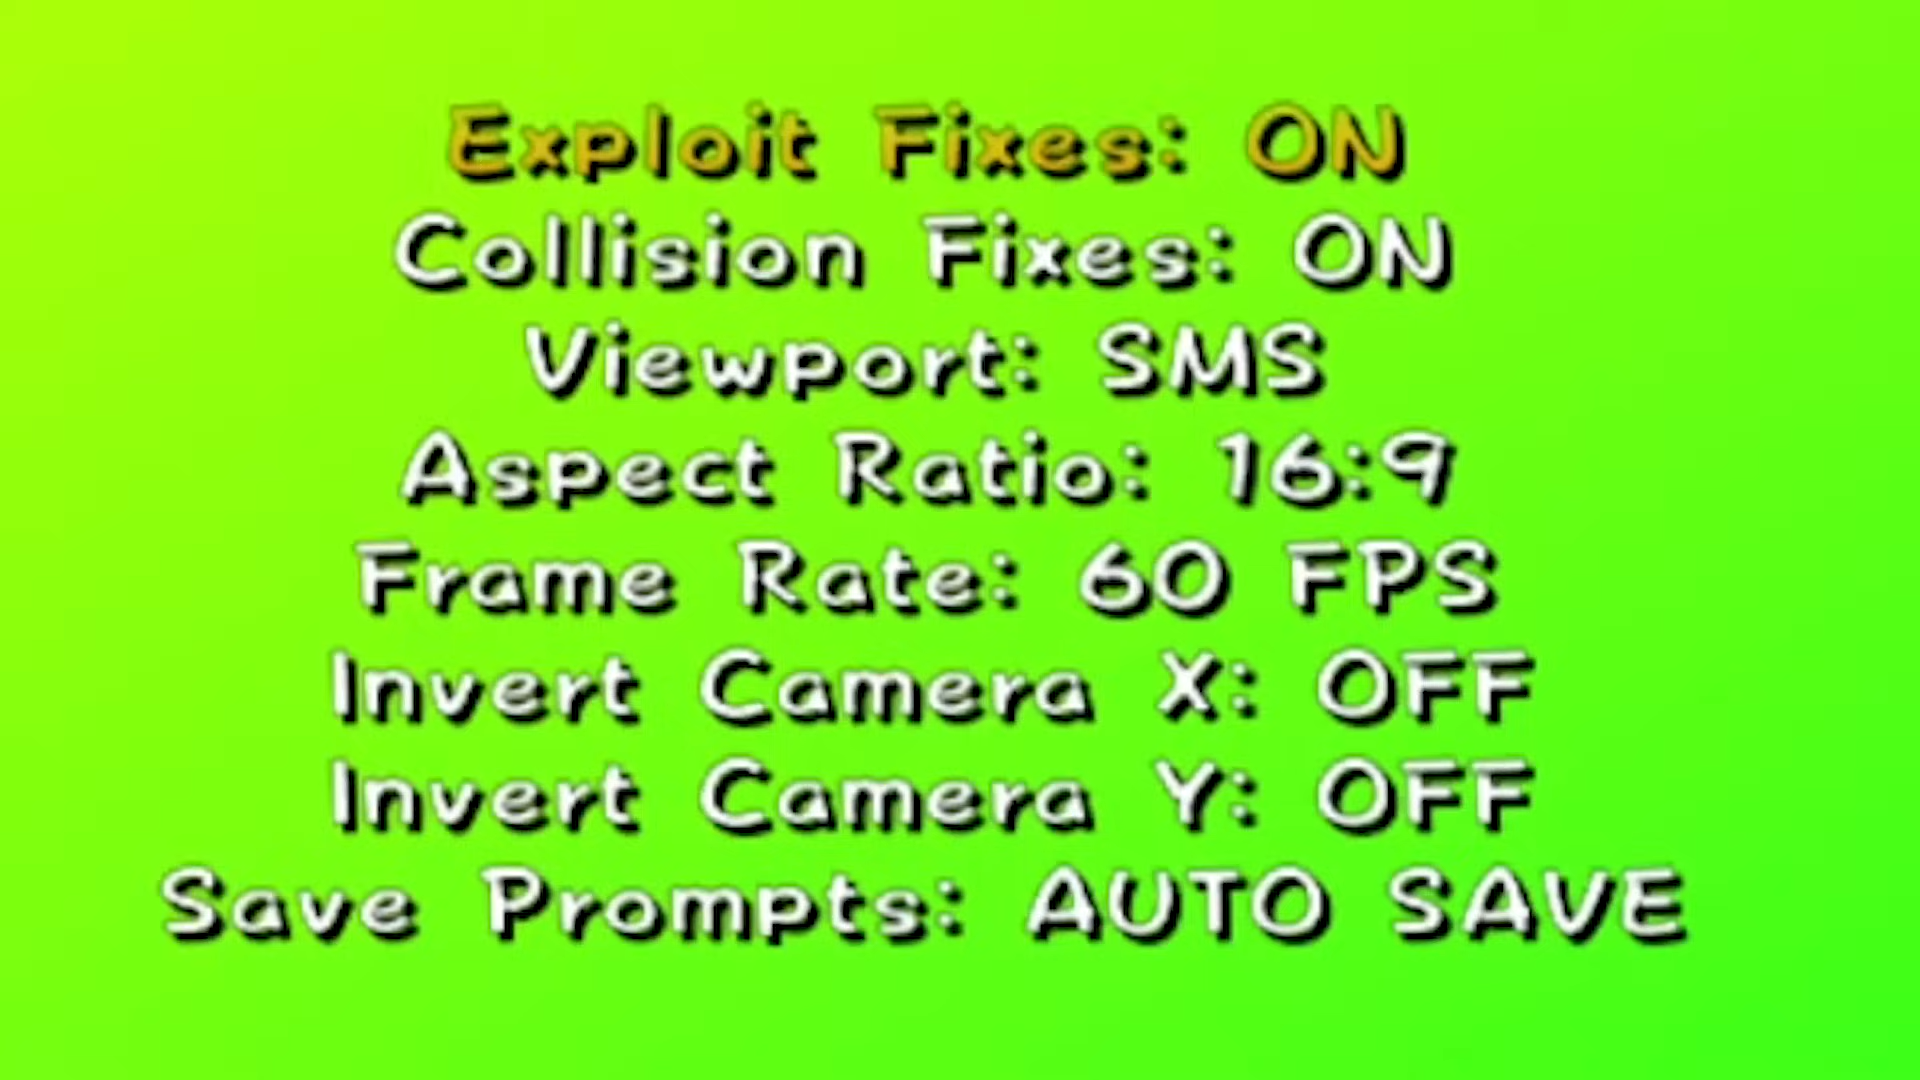 Exploit Fixes: ON
Collision Fixes: ON
Viewport: SMS
Aspect Ratio: 16:9
Frame Rate: 60 FPS
Invert Camera X: OFF
Invert Camera Y: OFF
Save Prompts: AUTO SAVE